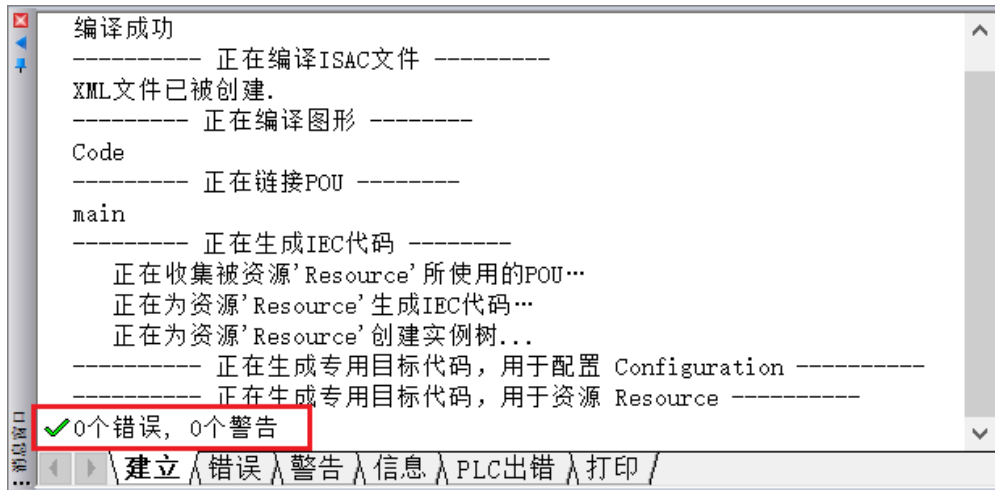 编译成功
---------- 正在编译ISAC文件 ---------
XML文件已被创建.
--------- 正在编译图形 --------
Code
--------- 正在链接POU --------
main
--------- 正在生成IEC代码 --------
正在收集被资源'Resource'所使用的POU…
正在为资源'Resource'生成IEC代码…
正在为资源'Resource'创建实例树...
---------- 正在生成专用目标代码，用于配置 Configuration ----------
---------- 正在生成专用目标代码，用于资源 Resource ----------
0个错误, 0个警告
建立 错误 警告 信息 PLC出错 打印